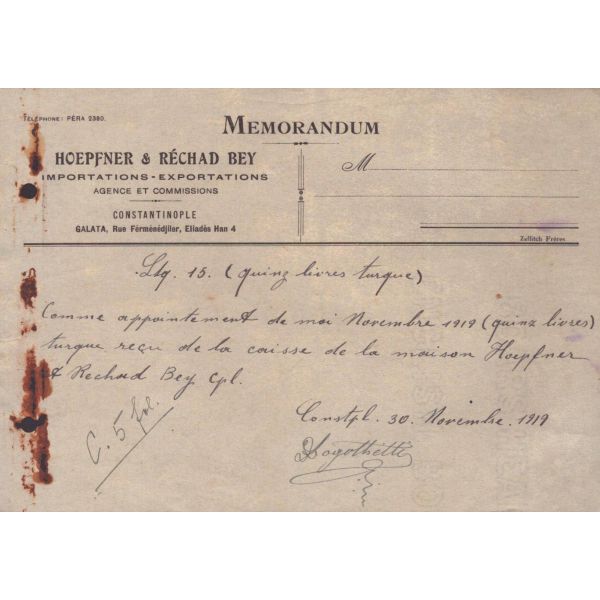 TÉLÉPHONE: PÉRA 2380.
MEMORANDUM
HOEPFNER & RÉCHAD BEY
IMPORTATIONS-EXPORTATIONS
AGENCE ET COMMISSIONS
CONSTANTINOPLE
GALATA, Rue Férménédjiler, Eliadès Han 4
M
Zellitch Frères
Ltq. 15. (quinz livres turque)
Comme appointement de moi Novembre 1919 (quinz livres)
turque reçu de la caisse de la maison Hoepfner
& Rechad Bey Cpl.
C. 5 fol.
Constpl. 30. Novembre. 1919
Logothetti